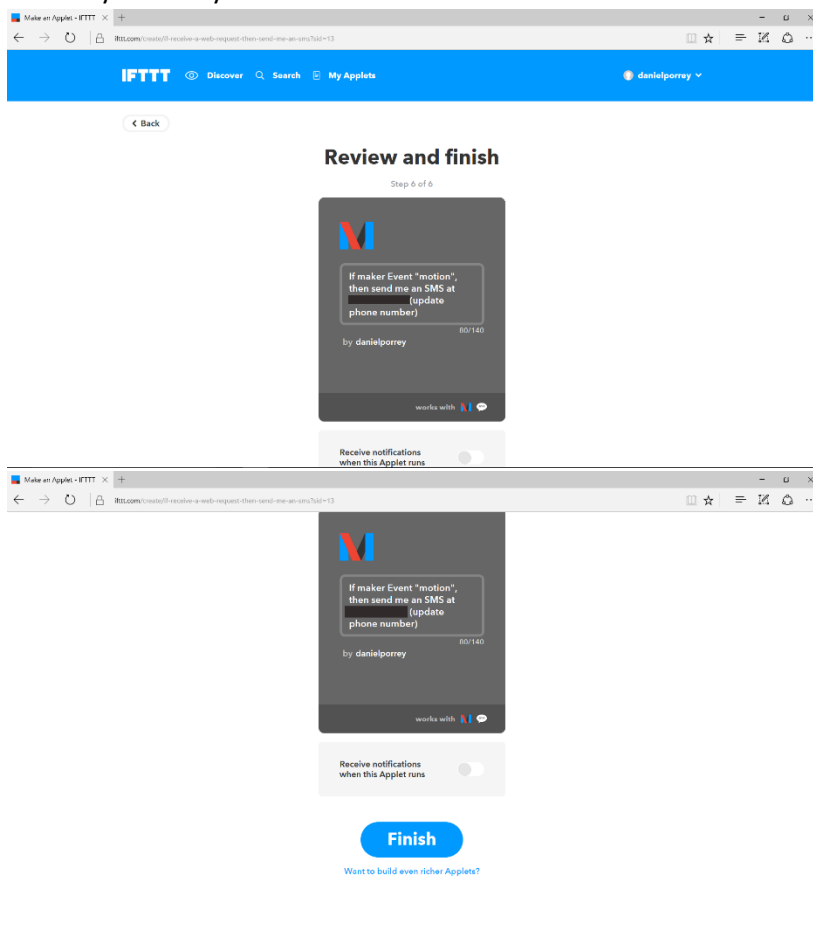 Make an Applet - IFTTT
ifttt.com/create/if-receive-a-web-request-then-send-me-an-sms?sid=13
IFTTT Discover Search My Applets danielporrey
Back
Review and finish
Step 6 of 6
If maker Event "motion",
then send me an SMS at
(update
phone number)
80/140
by danielporrey
works with
Receive notifications
when this Applet runs
Make an Applet - IFTTT
ifttt.com/create/if-receive-a-web-request-then-send-me-an-sms?sid=13
If maker Event "motion",
then send me an SMS at
(update
phone number)
80/140
by danielporrey
works with
Receive notifications
when this Applet runs
Finish
Want to build even richer Applets?